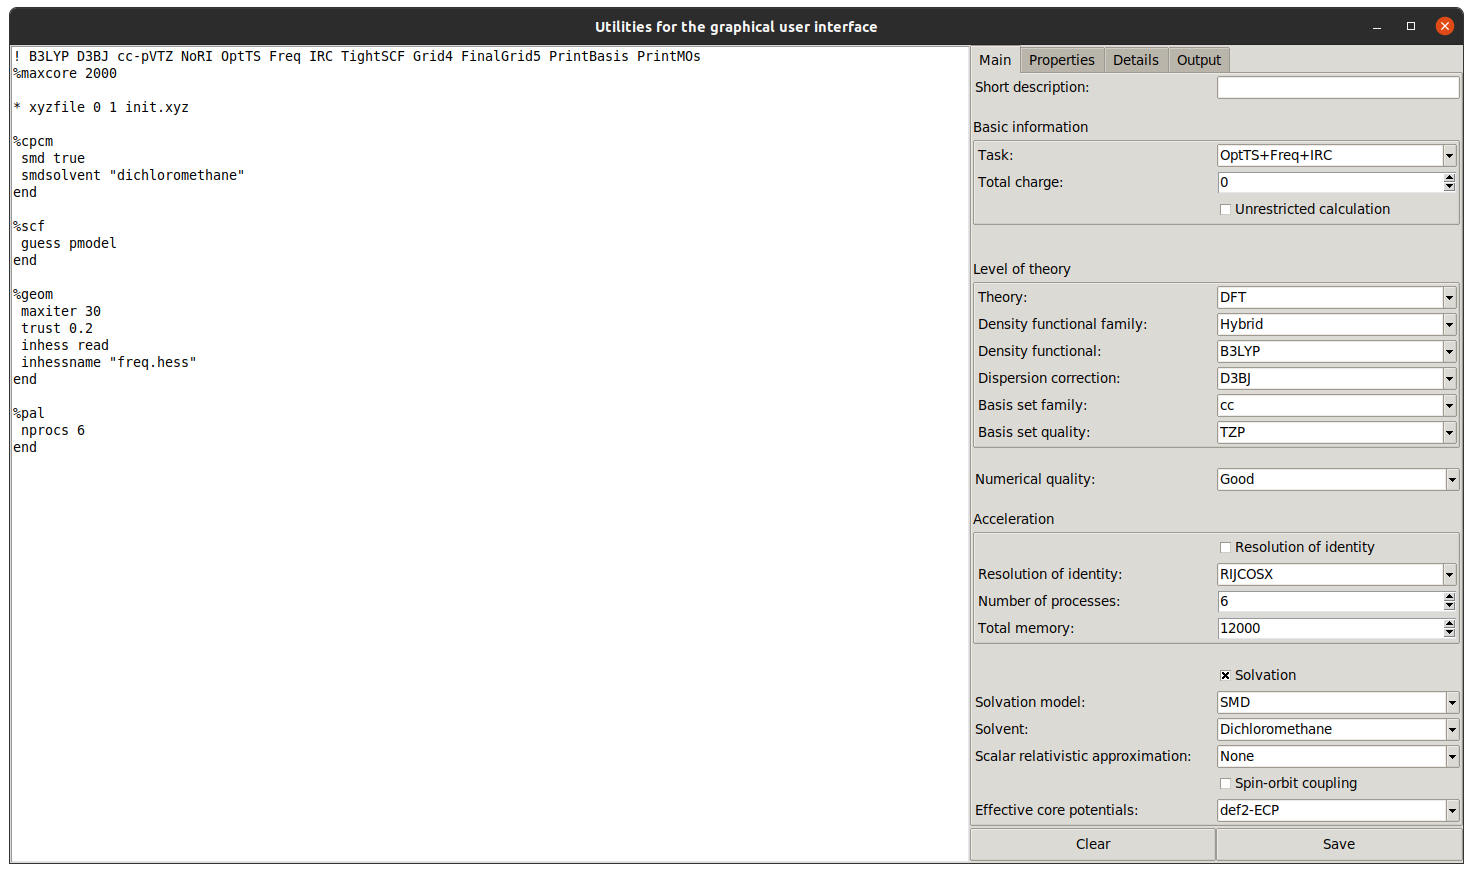 Utilities for the graphical user interface
! B3LYP D3BJ cc-pVTZ NoRI OptTS Freq IRC TightSCF Grid4 FinalGrid5 PrintBasis PrintMOs
%maxcore 2000
* xyzfile 0 1 init.xyz
%cpcm
smd true
smdsolvent "dichloromethane"
end
%scf
guess pmodel
end
%geom
maxiter 30
trust 0.2
inhess read
inhessname "freq.hess"
end
%pal
nprocs 6
end
Main Properties Details Output
Short description:
Basic information
Task: OptTS+Freq+IRC
Total charge: 0
Unrestricted calculation
Level of theory
Theory: DFT
Density functional family: Hybrid
Density functional: B3LYP
Dispersion correction: D3BJ
Basis set family: cc
Basis set quality: TZP
Numerical quality: Good
Acceleration
Resolution of identity
Resolution of identity: RIJCOSX
Number of processes: 6
Total memory: 12000
Solvation
Solvation model: SMD
Solvent: Dichloromethane
Scalar relativistic approximation: None
Spin-orbit coupling
Effective core potentials: def2-ECP
Clear Save